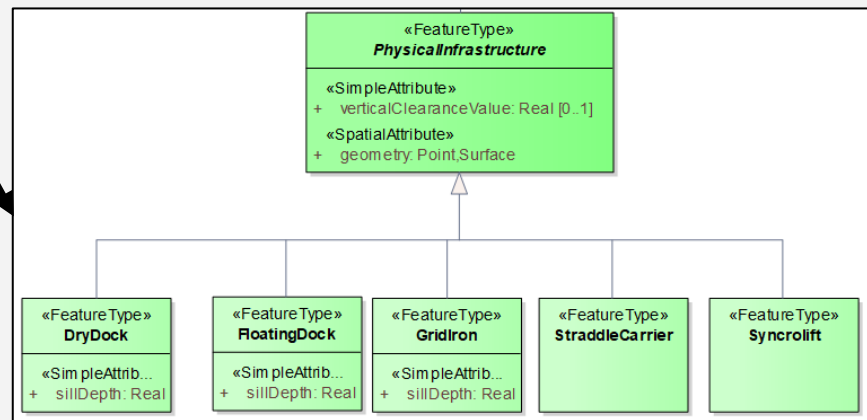 «FeatureType»
PhysicalInfrastructure
«SimpleAttribute»
+ verticalClearanceValue: Real [0..1]
«SpatialAttribute»
+ geometry: Point,Surface
«FeatureType»
DryDock
«SimpleAttrib...
+ sillDepth: Real
«FeatureType»
FloatingDock
«SimpleAttrib...
+ sillDepth: Real
«FeatureType»
GridIron
«SimpleAttrib...
+ sillDepth: Real
«FeatureType»
StraddleCarrier
«FeatureType»
Syncrolift